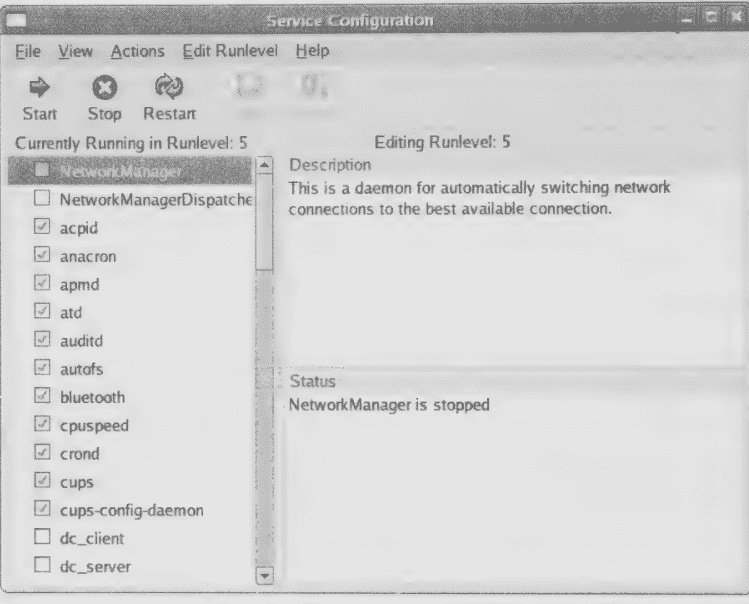 Service Configuration
File View Actions Edit Runlevel Help
Start Stop Restart
Currently Running in Runlevel: 5
Editing Runlevel: 5
NetworkManager
NetworkManagerDispatche
acpid
anacron
apmd
atd
auditd
autofs
bluetooth
cpuspeed
crond
cups
cups-config-daemon
dc_client
dc_server
Description
This is a daemon for automatically switching network
connections to the best available connection.
Status
NetworkManager is stopped